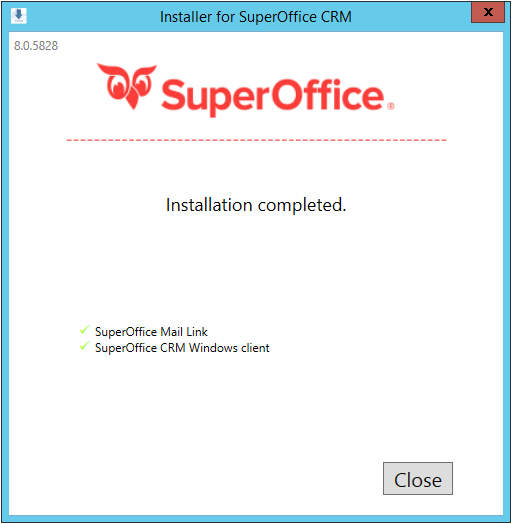 Installer for SuperOffice CRM
x
8.0.5828
SuperOffice®
Installation completed.
SuperOffice Mail Link
SuperOffice CRM Windows client
Close